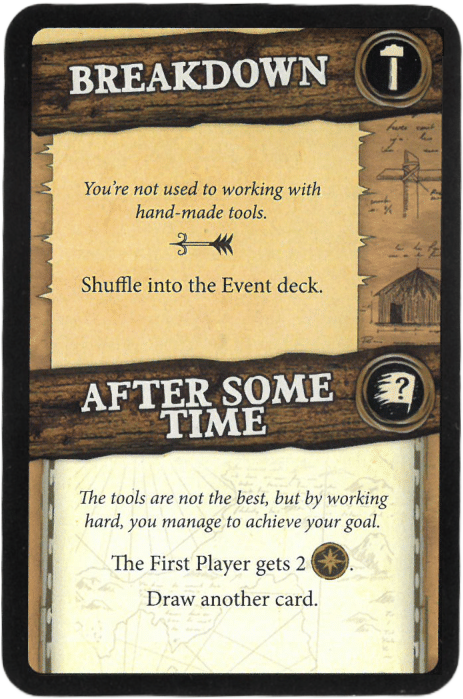 BREAKDOWN
You're not used to working with
hand-made tools.
Shuffle into the Event deck.
AFTER SOME
TIME
?
The tools are not the best, but by working
hard, you manage to achieve your goal.
The First Player gets 2 .
Draw another card.